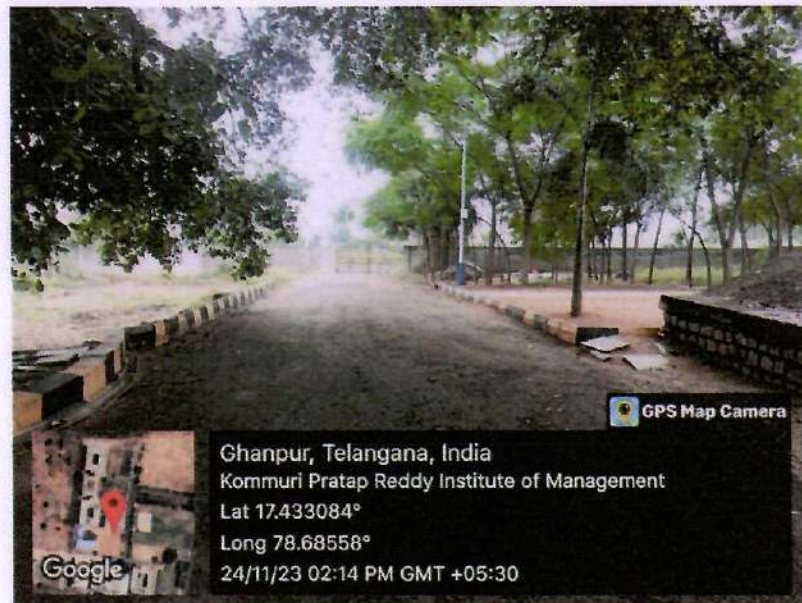 GPS Map Camera
Ghanpur, Telangana, India
Kommuri Pratap Reddy Institute of Management
Lat 17.433084°
Long 78.68558°
24/11/23 02:14 PM GMT +05:30
Google